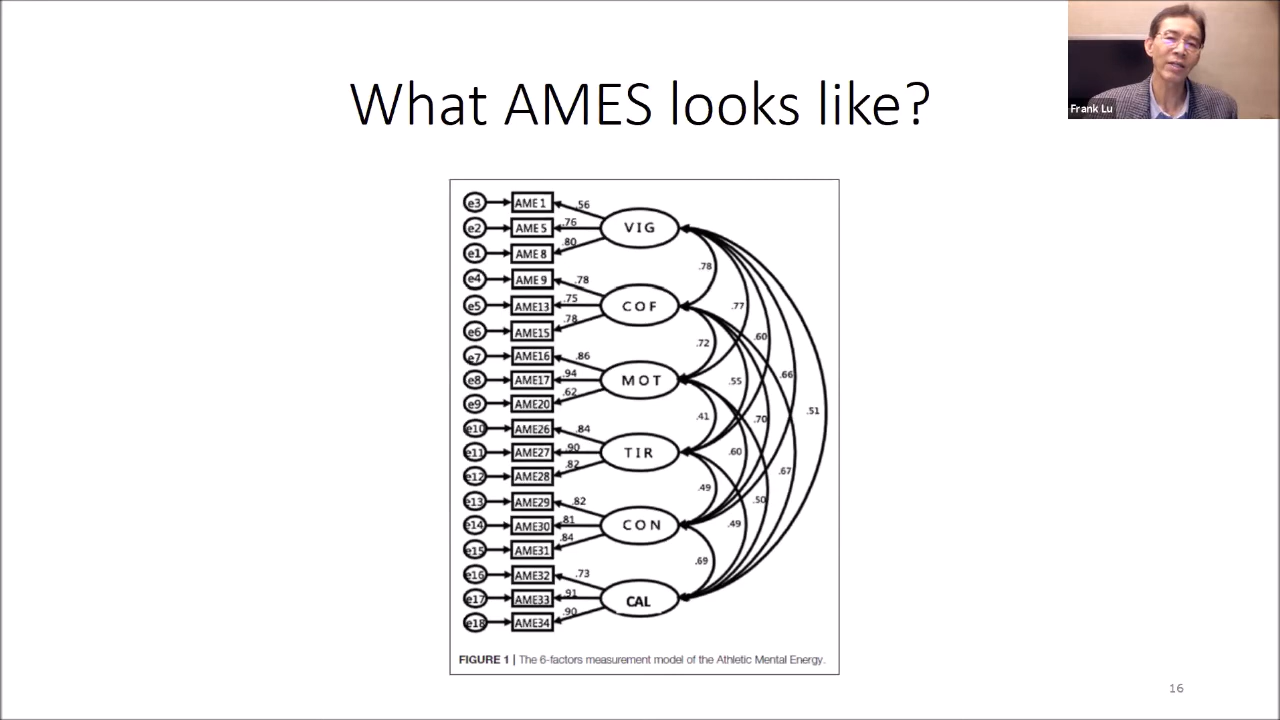 Frank Lu
What AMES looks like?
e3 AME 1 .56
e2 AME 5 .76 VIG
e1 AME 8 .80
.78
e4 AME 9 .78
e5 AME13 .75 COF .77
e6 AME15 .78
.72 .60
e7 AME16 .86
e8 AME17 .94 MOT .55 .66
e9 AME20 .62
.41 .70 .51
e10 AME26 .84
e11 AME27 .90 TIR .60
e12 AME28 .82 .67
.49
e13 AME29 .82 .50
e14 AME30 .81 CON .49
e15 AME31 .84
.69
e16 AME32 .73
e17 AME33 .91 CAL
e18 AME34 .90
FIGURE 1 | The 6-factors measurement model of the Athletic Mental Energy.
16